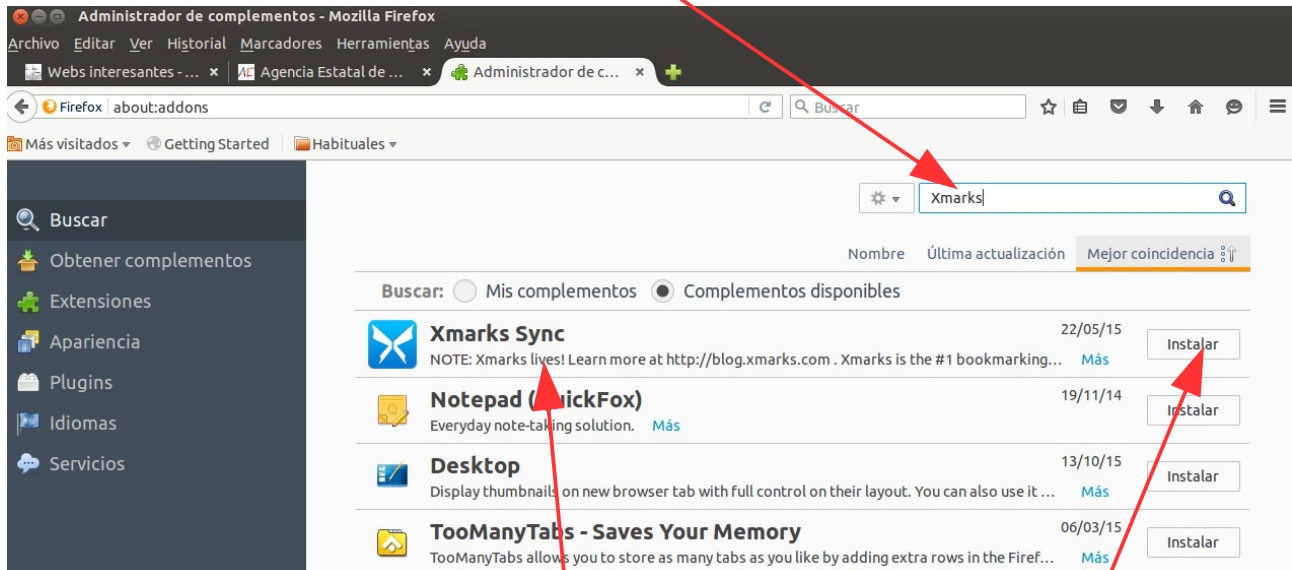 Administrador de complementos - Mozilla Firefox
Archivo Editar Ver Historial Marcadores Herramientas Ayuda
Webs interesantes - ... × AE Agencia Estatal de ... × Administrador de c... ×
Firefox about:addons Buscar
Más visitados Getting Started Habituales
Xmarks
Buscar
Obtener complementos
Extensiones
Apariencia
Plugins
Idiomas
Servicios
Nombre Última actualización Mejor coincidencia
Buscar: Mis complementos Complementos disponibles
Xmarks Sync 22/05/15
NOTE: Xmarks lives! Learn more at http://blog.xmarks.com . Xmarks is the #1 bookmarking... Más
Instalar
Notepad (QuickFox) 19/11/14
Everyday note-taking solution. Más
Instalar
Desktop 13/10/15
Display thumbnails on new browser tab with full control on their layout. You can also use it ... Más
Instalar
TooManyTabs - Saves Your Memory 06/03/15
TooManyTabs allows you to store as many tabs as you like by adding extra rows in the Firef... Más
Instalar